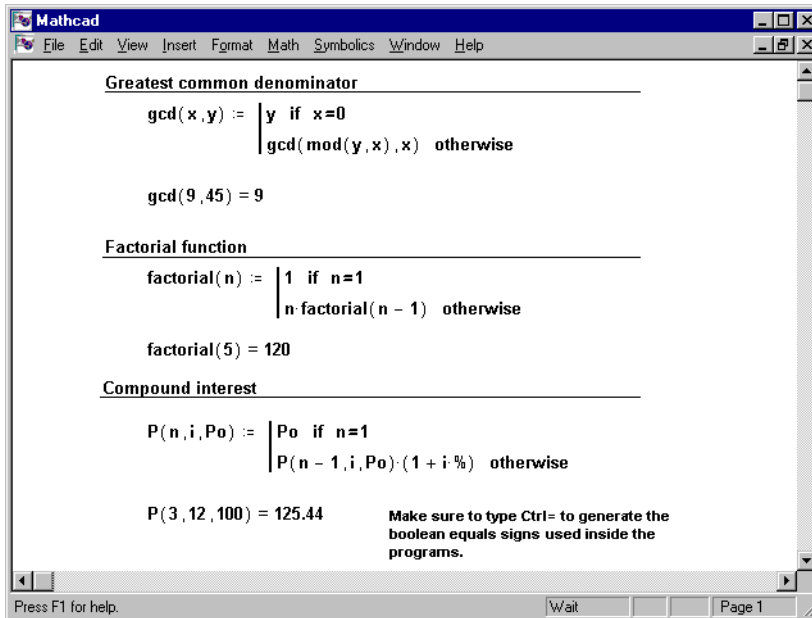 Mathcad
File Edit View Insert Format Math Symbolics Window Help
Greatest common denominator
gcd(x,y) := y if x=0
gcd(mod(y,x),x) otherwise
gcd(9,45) = 9
Factorial function
factorial(n) := 1 if n=1
n·factorial(n − 1) otherwise
factorial(5) = 120
Compound interest
P(n,i,Po) := Po if n=1
P(n − 1,i,Po)·(1 + i·%) otherwise
P(3,12,100) = 125.44
Make sure to type Ctrl= to generate the
boolean equals signs used inside the
programs.
Press F1 for help. Wait Page 1